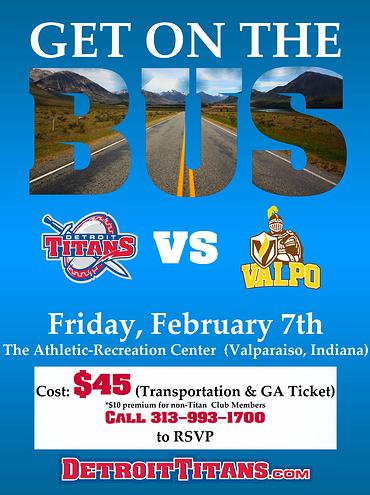 GET ON THE
BUS
DETROIT
TITANS
VS
VALPO
Friday, February 7th
The Athletic-Recreation Center (Valparaiso, Indiana)
Cost: $45 (Transportation & GA Ticket)
*$10 premium for non-Titan Club Members
CALL 313-993-1700
to RSVP
DETROITTITANS.COM